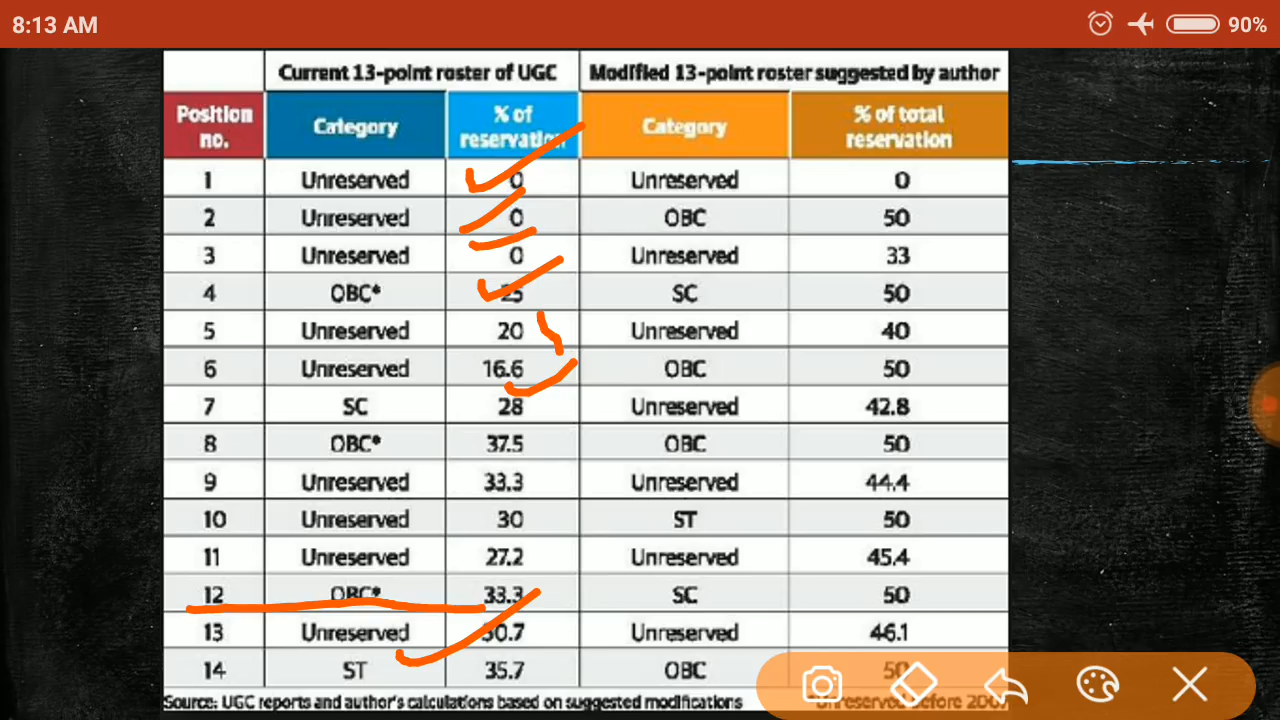 8:13 AM 90%
Current 13-point roster of UGC Modified 13-point roster suggested by author
Position no. Category % of reservation Category % of total reservation
1 Unreserved 0 Unreserved 0
2 Unreserved 0 OBC 50
3 Unreserved 0 Unreserved 33
4 OBC* 25 SC 50
5 Unreserved 20 Unreserved 40
6 Unreserved 16.6 OBC 50
7 SC 28 Unreserved 42.8
8 OBC* 37.5 OBC 50
9 Unreserved 33.3 Unreserved 44.4
10 Unreserved 30 ST 50
11 Unreserved 27.2 Unreserved 45.4
12 OBC* 33.3 SC 50
13 Unreserved 30.7 Unreserved 46.1
14 ST 35.7 OBC 50
Source: UGC reports and author's calculations based on suggested modifications *Unreserved before 2007